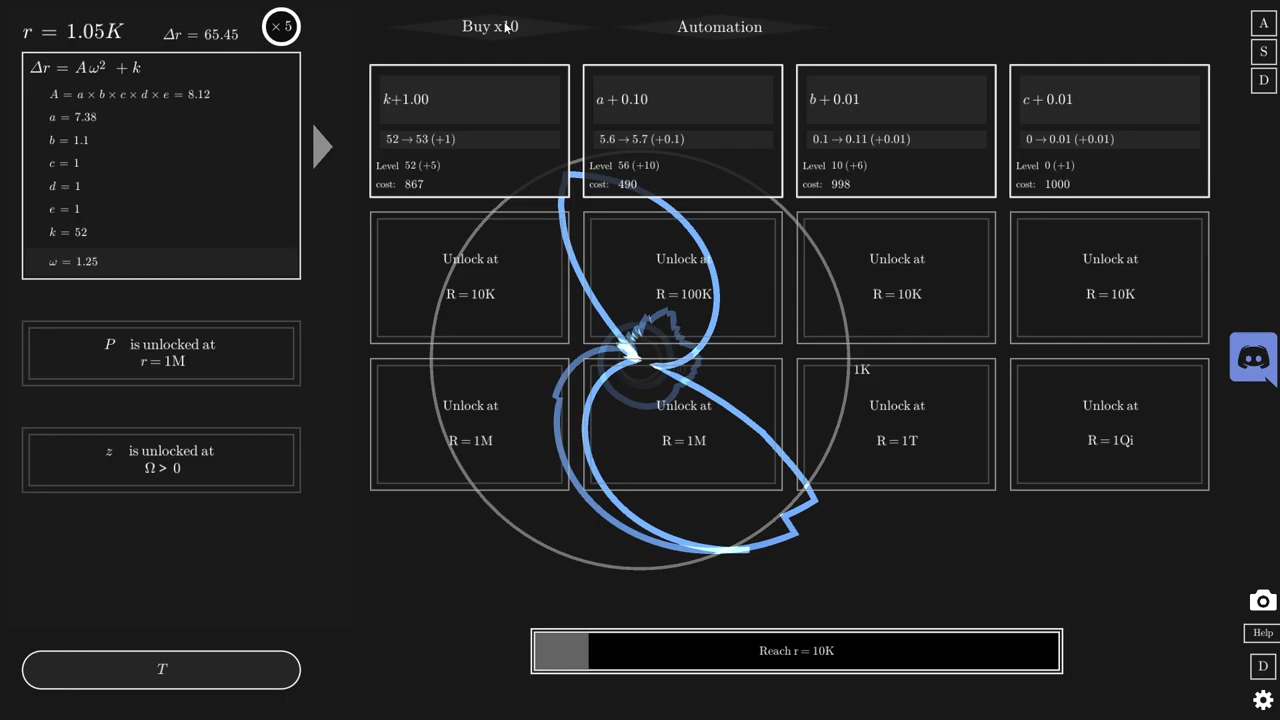 r = 1.05K
Δr = 65.45
× 5
Buy x10
Automation
A
S
D
Δr = Aω² + k
A = a × b × c × d × e = 8.12
a = 7.38
b = 1.1
c = 1
d = 1
e = 1
k = 52
ω = 1.25
k+1.00
52 → 53 (+1)
Level 52 (+5)
cost: 867
a + 0.10
5.6 → 5.7 (+0.1)
Level 56 (+10)
cost: 490
b + 0.01
0.1 → 0.11 (+0.01)
Level 10 (+6)
cost: 998
c + 0.01
0 → 0.01 (+0.01)
Level 0 (+1)
cost: 1000
Unlock at
R = 10K
Unlock at
R = 100K
Unlock at
R = 10K
Unlock at
R = 10K
P is unlocked at
r = 1M
1K
Unlock at
R = 1M
Unlock at
R = 1M
Unlock at
R = 1T
Unlock at
R = 1Qi
z is unlocked at
Ω > 0
Help
Reach r = 10K
T
D